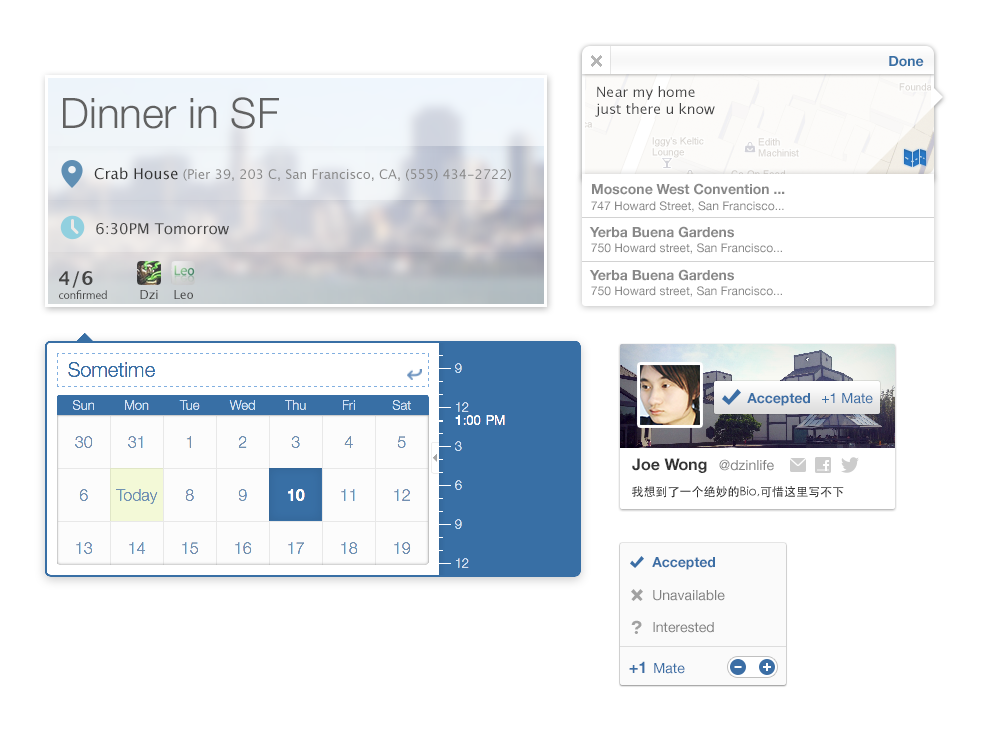 Dinner in SF
Crab House (Pier 39, 203 C, San Francisco, CA, (555) 434-2722)
6:30PM Tomorrow
4/6
confirmed
Dzi
Leo
Leo
Done
Near my home
just there u know
Founda
Iggy's Keltic
Lounge
Edith
Machinist
Moscone West Convention ...
747 Howard Street, San Francisco...
Yerba Buena Gardens
750 Howard street, San Francisco...
Yerba Buena Gardens
750 Howard street, San Francisco...
Sometime
Sun Mon Tue Wed Thu Fri Sat
30 31 1 2 3 4 5
6 Today 8 9 10 11 12
13 14 15 16 17 18 19
9
12
1:00 PM
3
6
9
12
Accepted +1 Mate
Joe Wong @dzinlife
我想到了一个绝妙的Bio,可惜这里写不下
Accepted
Unavailable
? Interested
+1 Mate